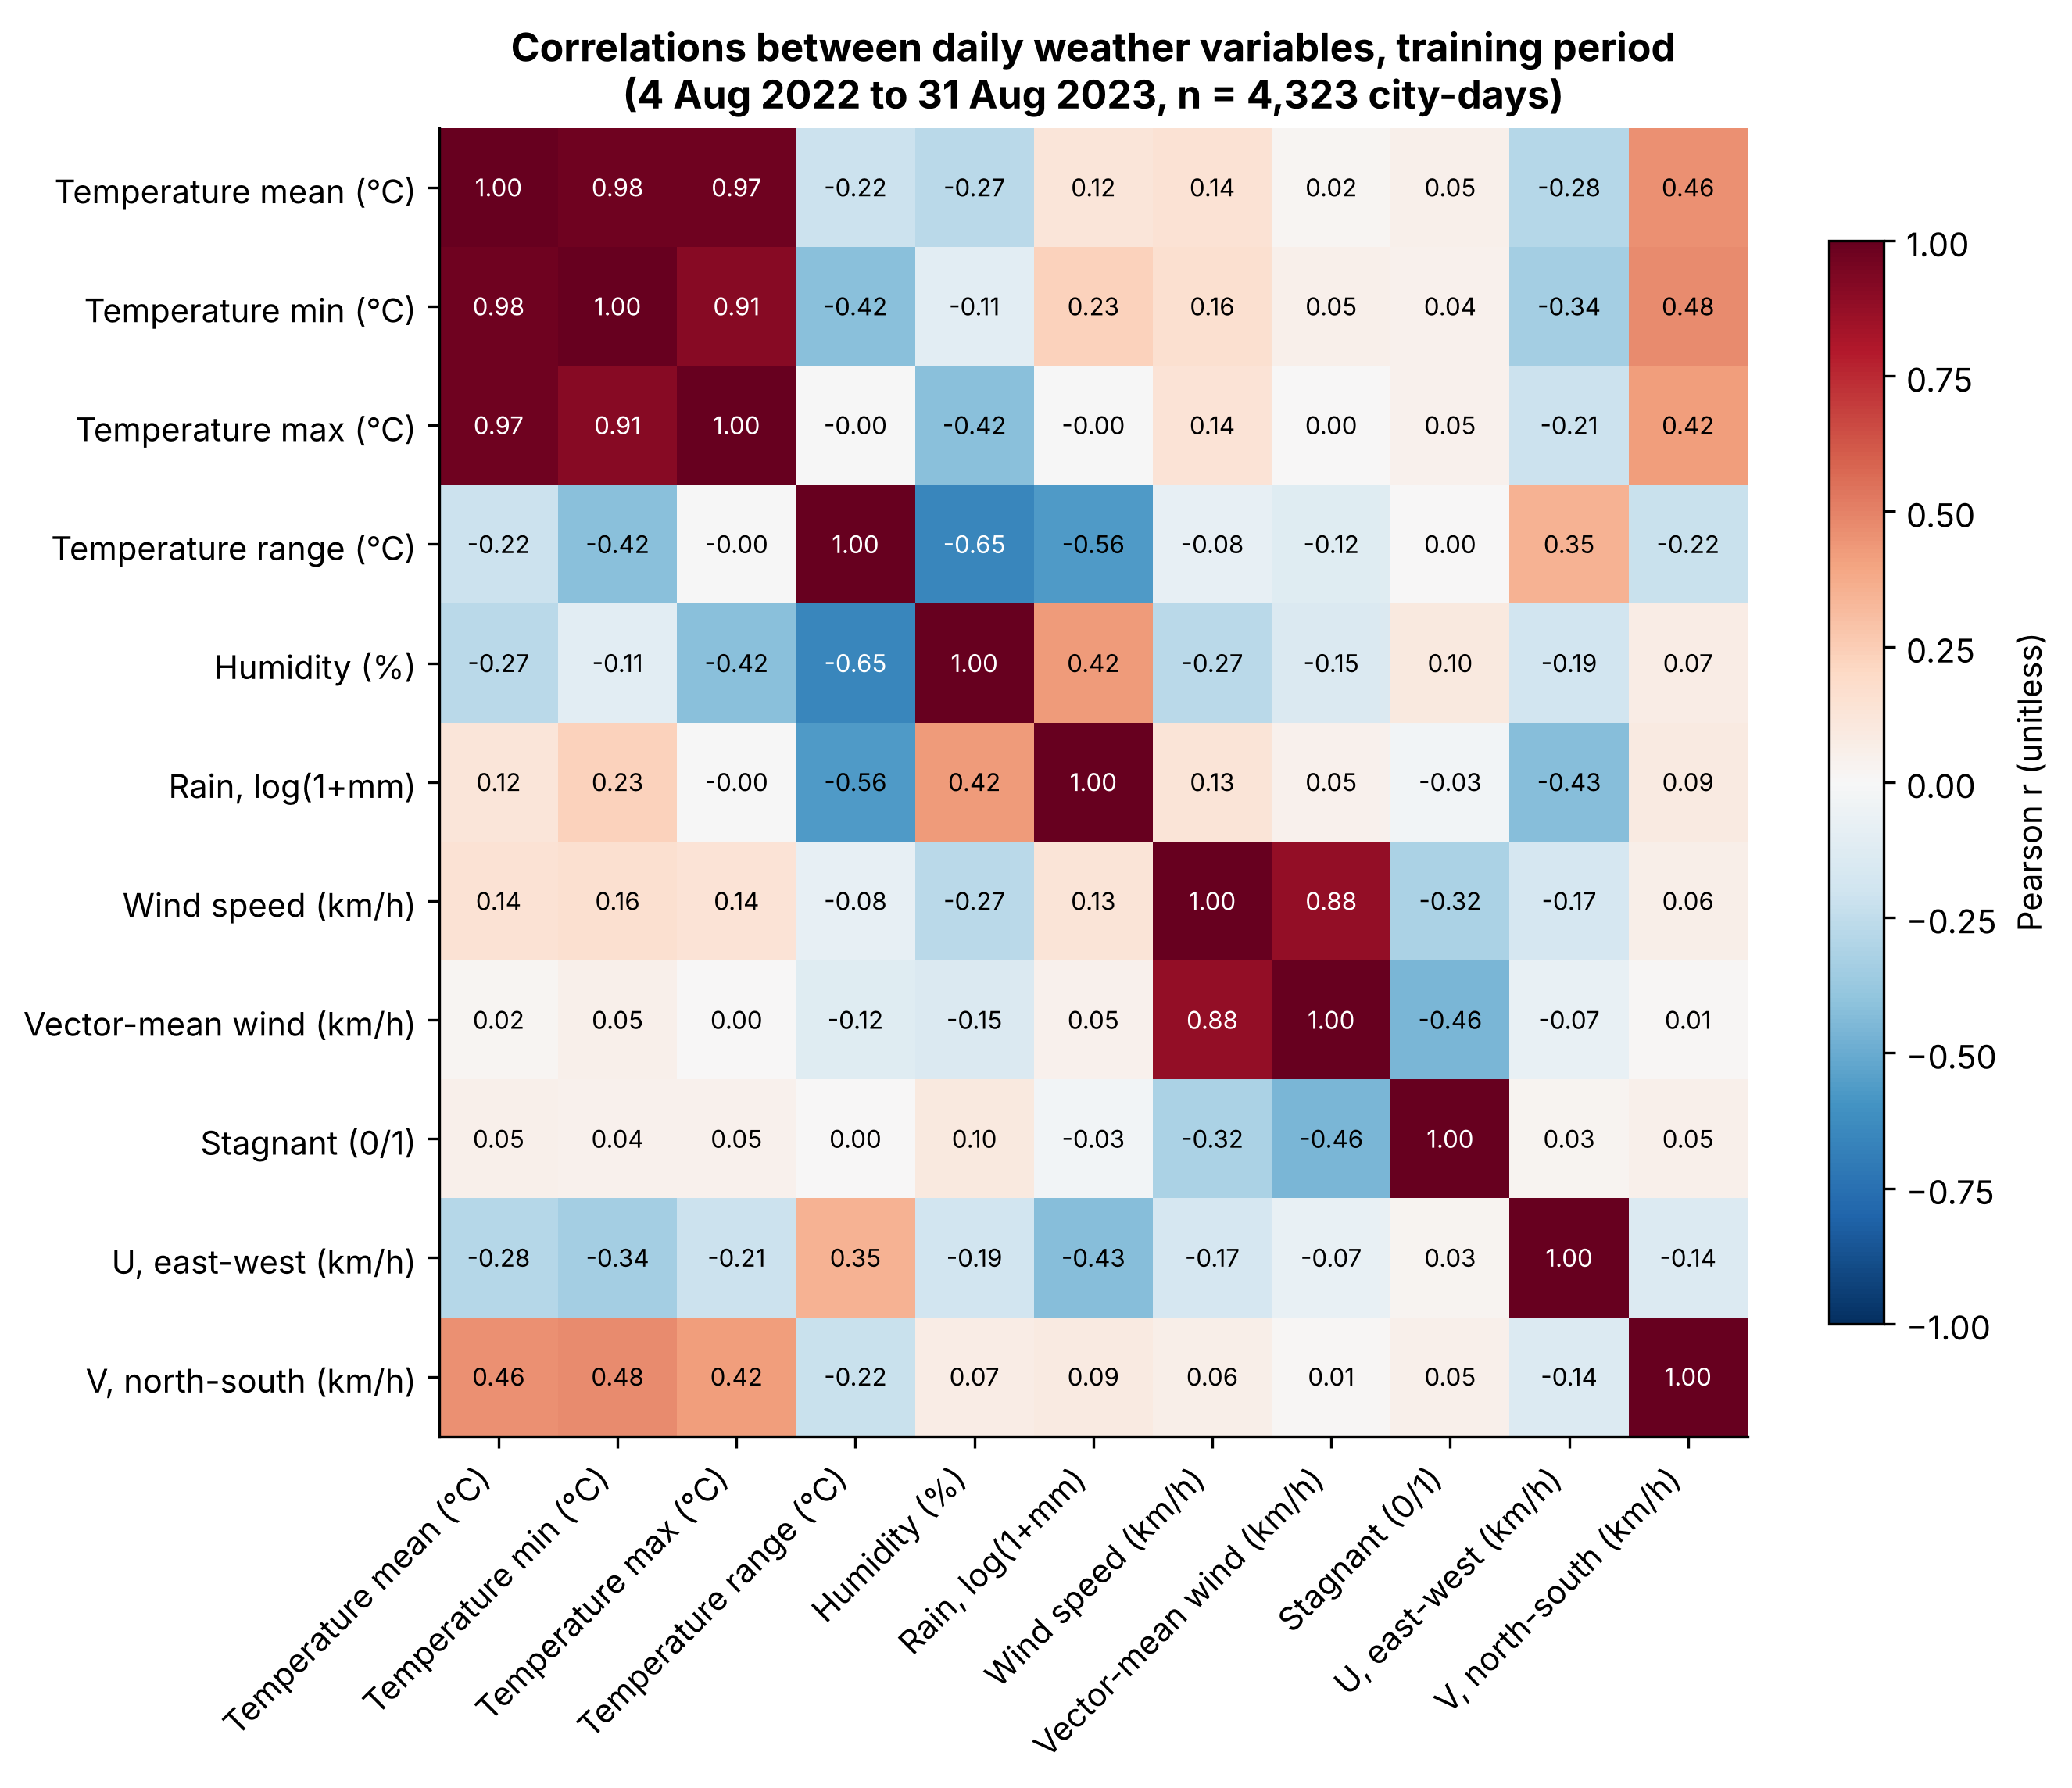 Correlations between daily weather variables, training period
(4 Aug 2022 to 31 Aug 2023, n = 4,323 city-days)
Temperature mean (°C) 1.00 0.98 0.97 -0.22 -0.27 0.12 0.14 0.02 0.05 -0.28 0.46
Temperature min (°C) 0.98 1.00 0.91 -0.42 -0.11 0.23 0.16 0.05 0.04 -0.34 0.48
Temperature max (°C) 0.97 0.91 1.00 -0.00 -0.42 -0.00 0.14 0.00 0.05 -0.21 0.42
Temperature range (°C) -0.22 -0.42 -0.00 1.00 -0.65 -0.56 -0.08 -0.12 0.00 0.35 -0.22
Humidity (%) -0.27 -0.11 -0.42 -0.65 1.00 0.42 -0.27 -0.15 0.10 -0.19 0.07
Rain, log(1+mm) 0.12 0.23 -0.00 -0.56 0.42 1.00 0.13 0.05 -0.03 -0.43 0.09
Wind speed (km/h) 0.14 0.16 0.14 -0.08 -0.27 0.13 1.00 0.88 -0.32 -0.17 0.06
Vector-mean wind (km/h) 0.02 0.05 0.00 -0.12 -0.15 0.05 0.88 1.00 -0.46 -0.07 0.01
Stagnant (0/1) 0.05 0.04 0.05 0.00 0.10 -0.03 -0.32 -0.46 1.00 0.03 0.05
U, east-west (km/h) -0.28 -0.34 -0.21 0.35 -0.19 -0.43 -0.17 -0.07 0.03 1.00 -0.14
V, north-south (km/h) 0.46 0.48 0.42 -0.22 0.07 0.09 0.06 0.01 0.05 -0.14 1.00
Temperature mean (°C)
Temperature min (°C)
Temperature max (°C)
Temperature range (°C)
Humidity (%)
Rain, log(1+mm)
Wind speed (km/h)
Vector-mean wind (km/h)
Stagnant (0/1)
U, east-west (km/h)
V, north-south (km/h)
1.00
0.75
0.50
0.25
0.00
−0.25
−0.50
−0.75
−1.00
Pearson r (unitless)